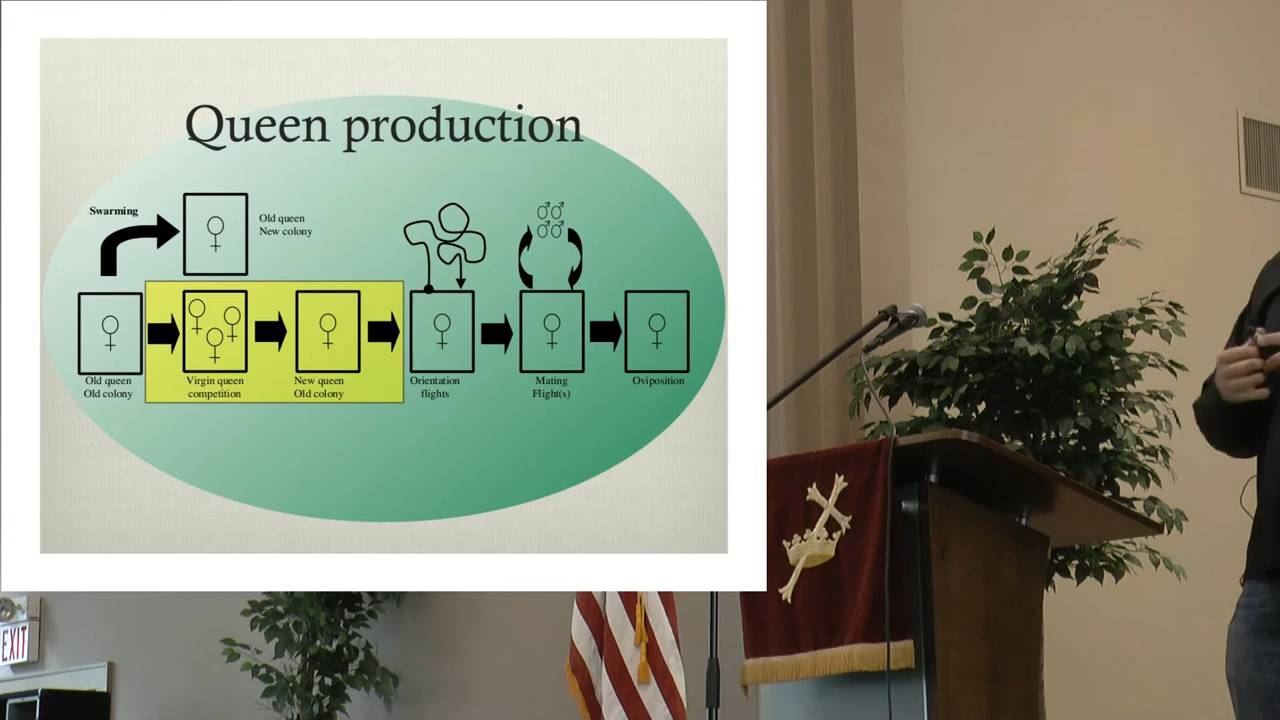 Queen production
Swarming
Old queen
New colony
Old queen
Old colony
Virgin queen
competition
New queen
Old colony
Orientation
flights
Mating
Flight(s)
Oviposition
EXIT